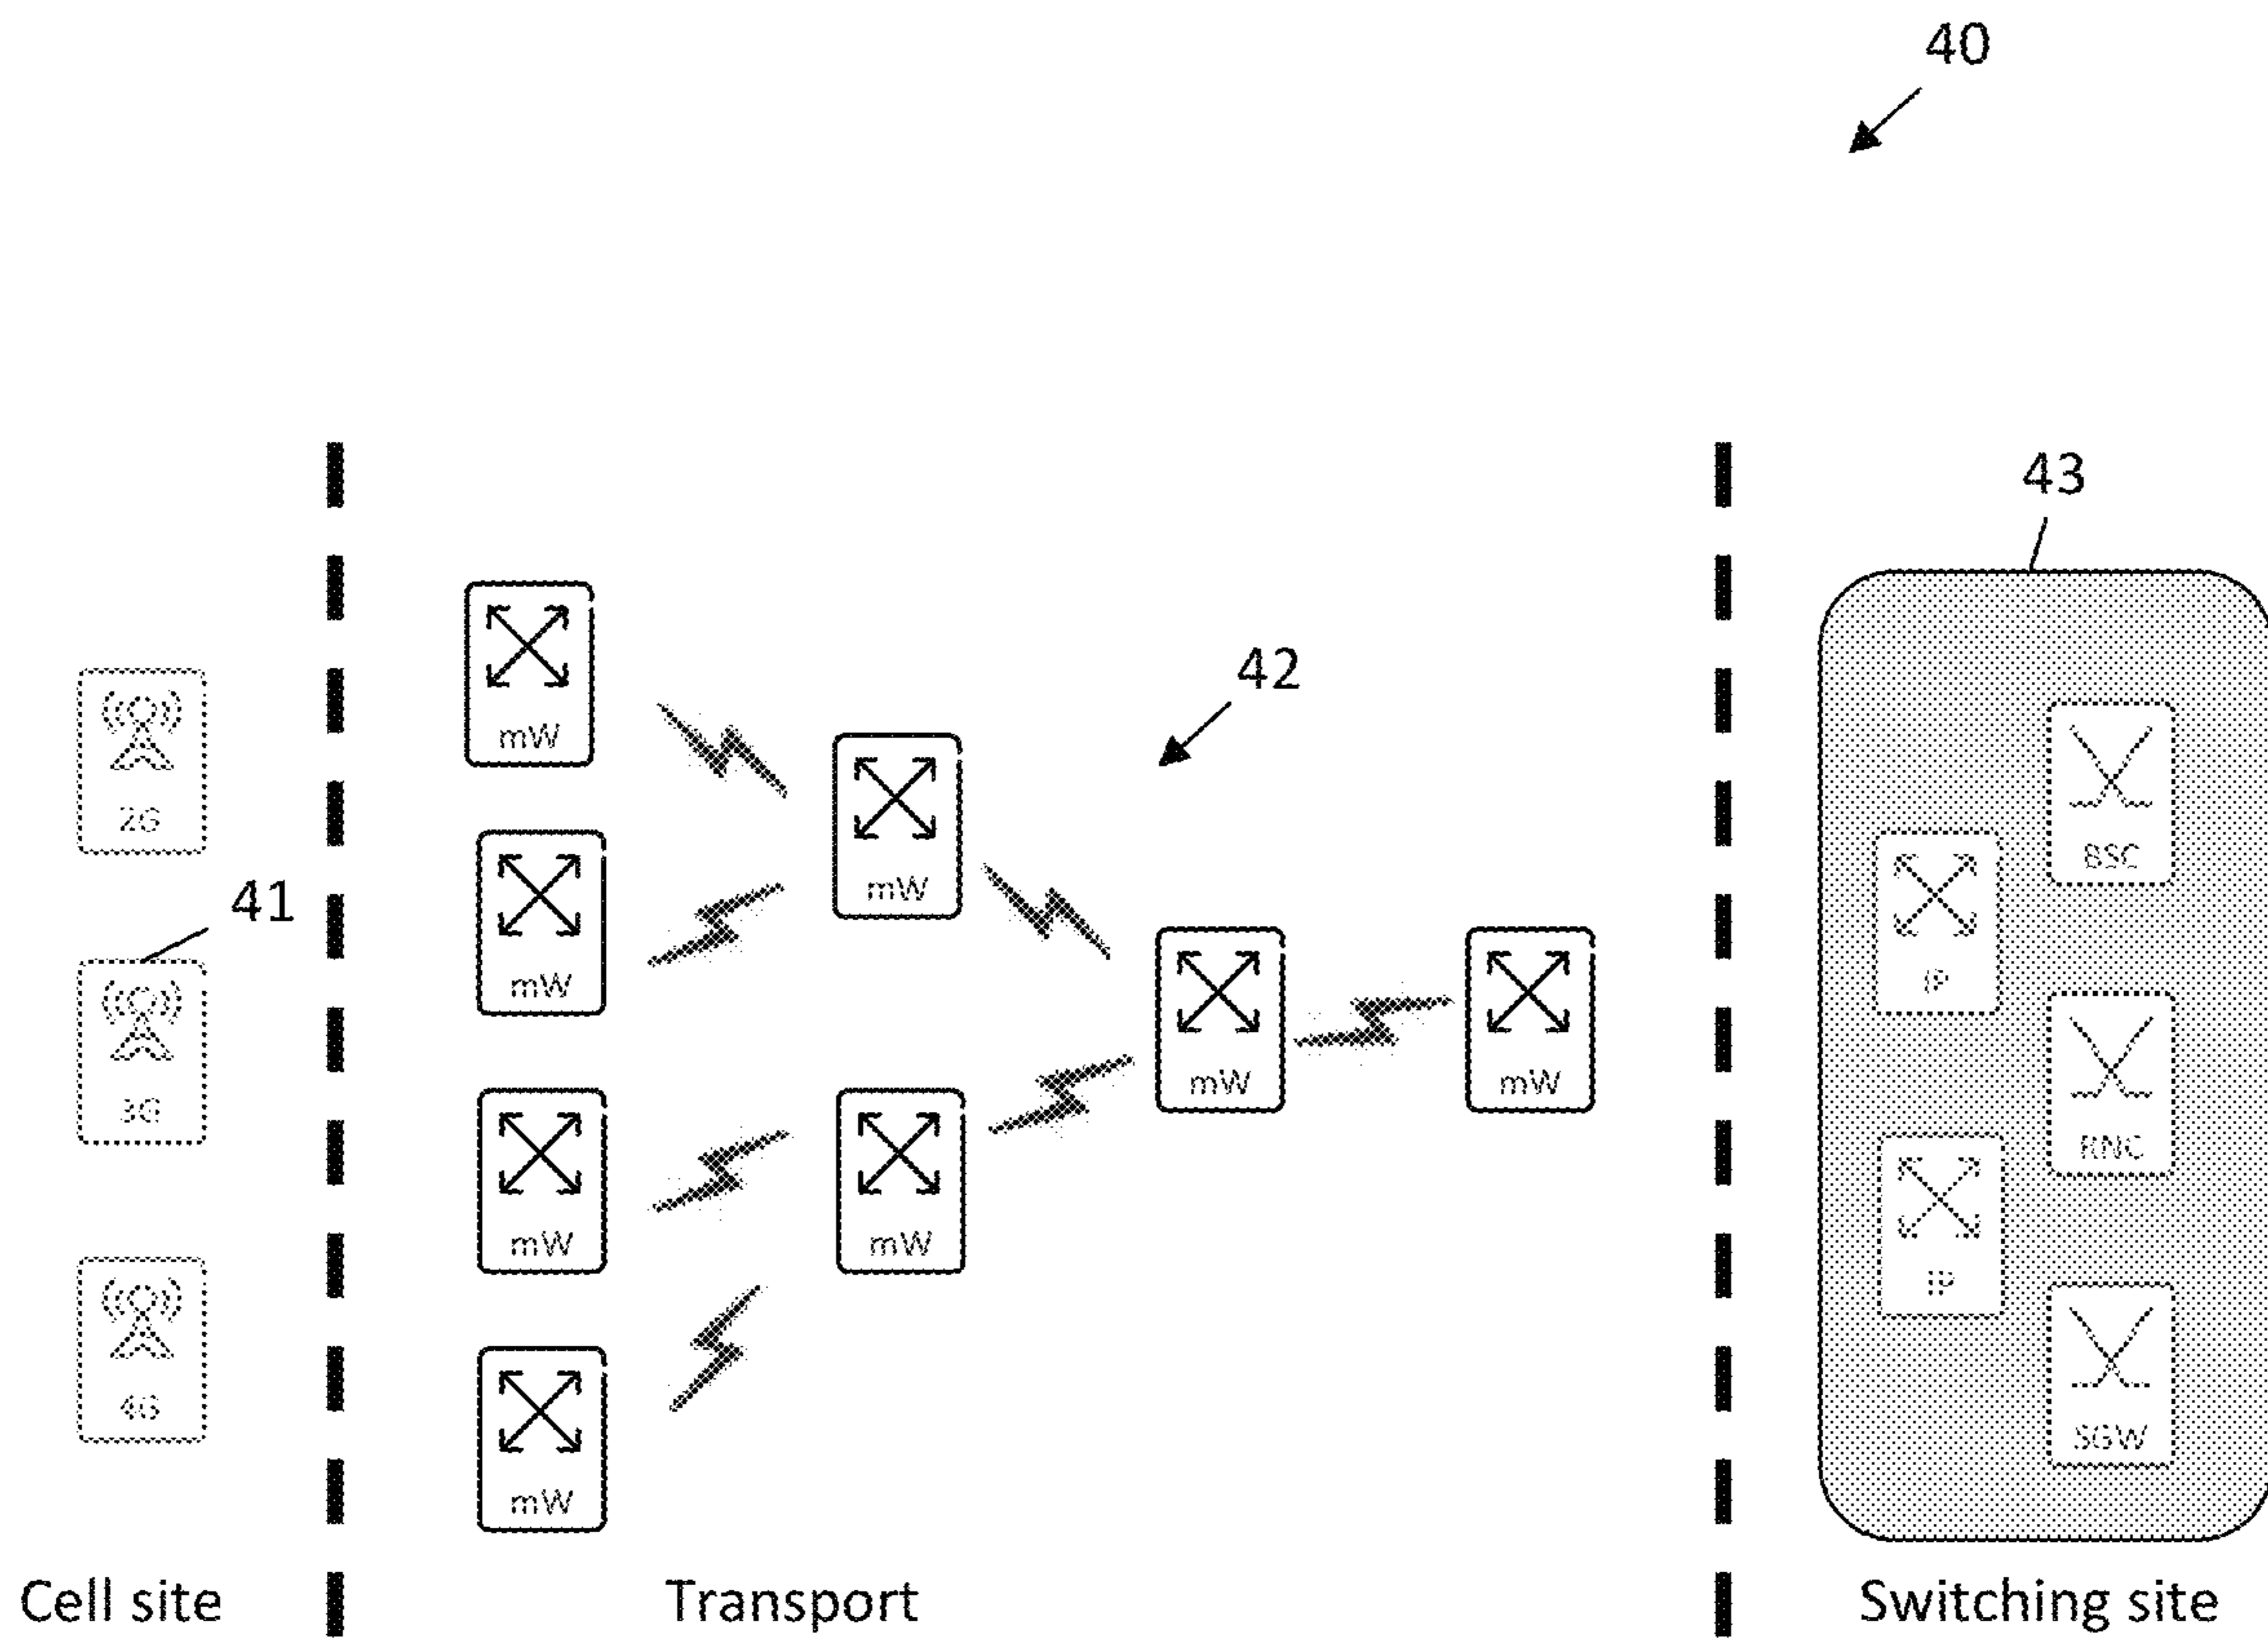 40
43
42
41
2G
3G
4G
mW
mW
mW
mW
mW
mW
mW
mW
BSC
IP
RNC
IP
SGW
Cell site
Transport
Switching site